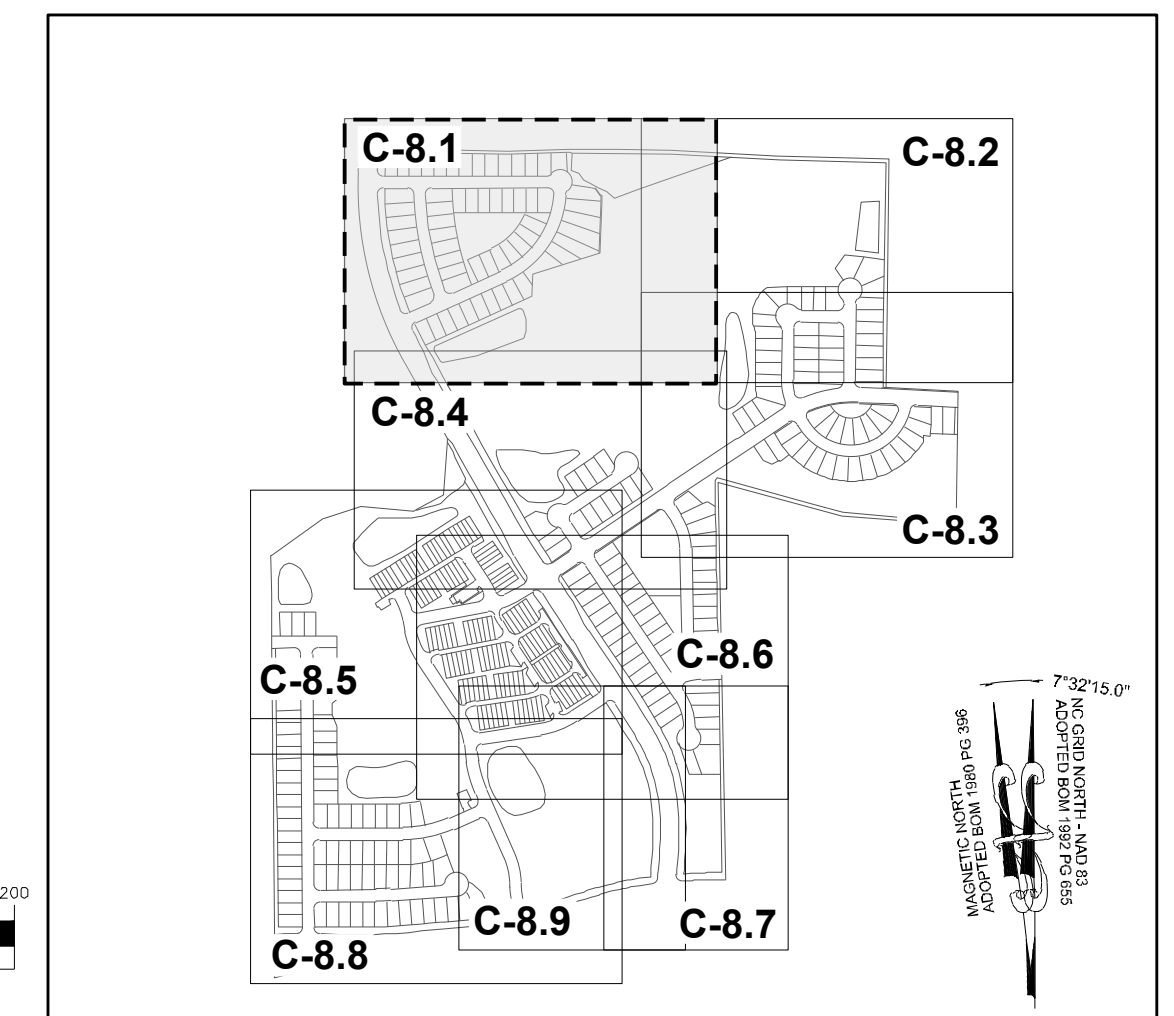 C-8.1
C-8.2
C-8.4
C-8.3
C-8.6
C-8.5
7°32'15.0"
MAGNETIC NORTH
ADOPTED BOM 1980 PG 396
NC GRID NORTH - NAD 83
ADOPTED BOM 1992 PG 655
200
C-8.9
C-8.7
C-8.8